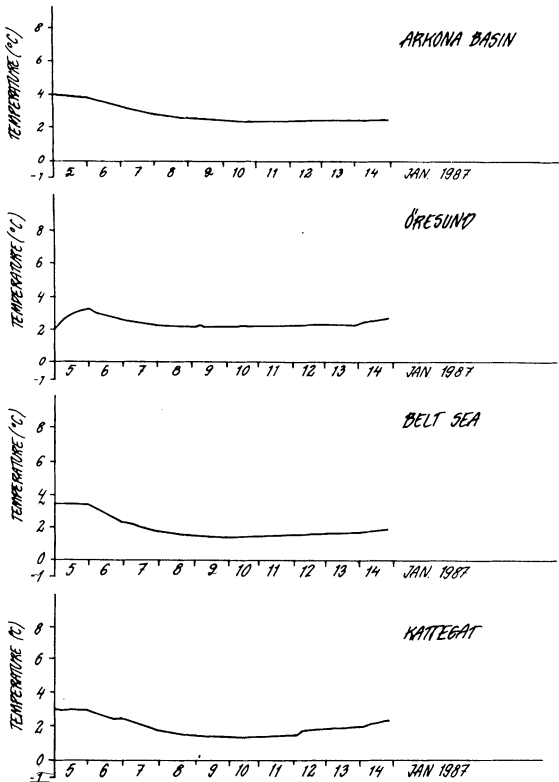 ARKONA BASIN
TEMPERATURE (°C)
8
6
4
2
0
-1
5 6 7 8 9 10 11 12 13 14 JAN. 1987
ÖRESUND
TEMPERATURE (°C)
8
6
4
2
0
-1
5 6 7 8 9 10 11 12 13 14 JAN. 1987
BELT SEA
TEMPERATURE (°C)
8
6
4
2
0
-1
5 6 7 8 9 10 11 12 13 14 JAN. 1987
KATTEGAT
TEMPERATURE (°C)
8
6
4
2
0
-1
5 6 7 8 9 10 11 12 13 14 JAN 1987